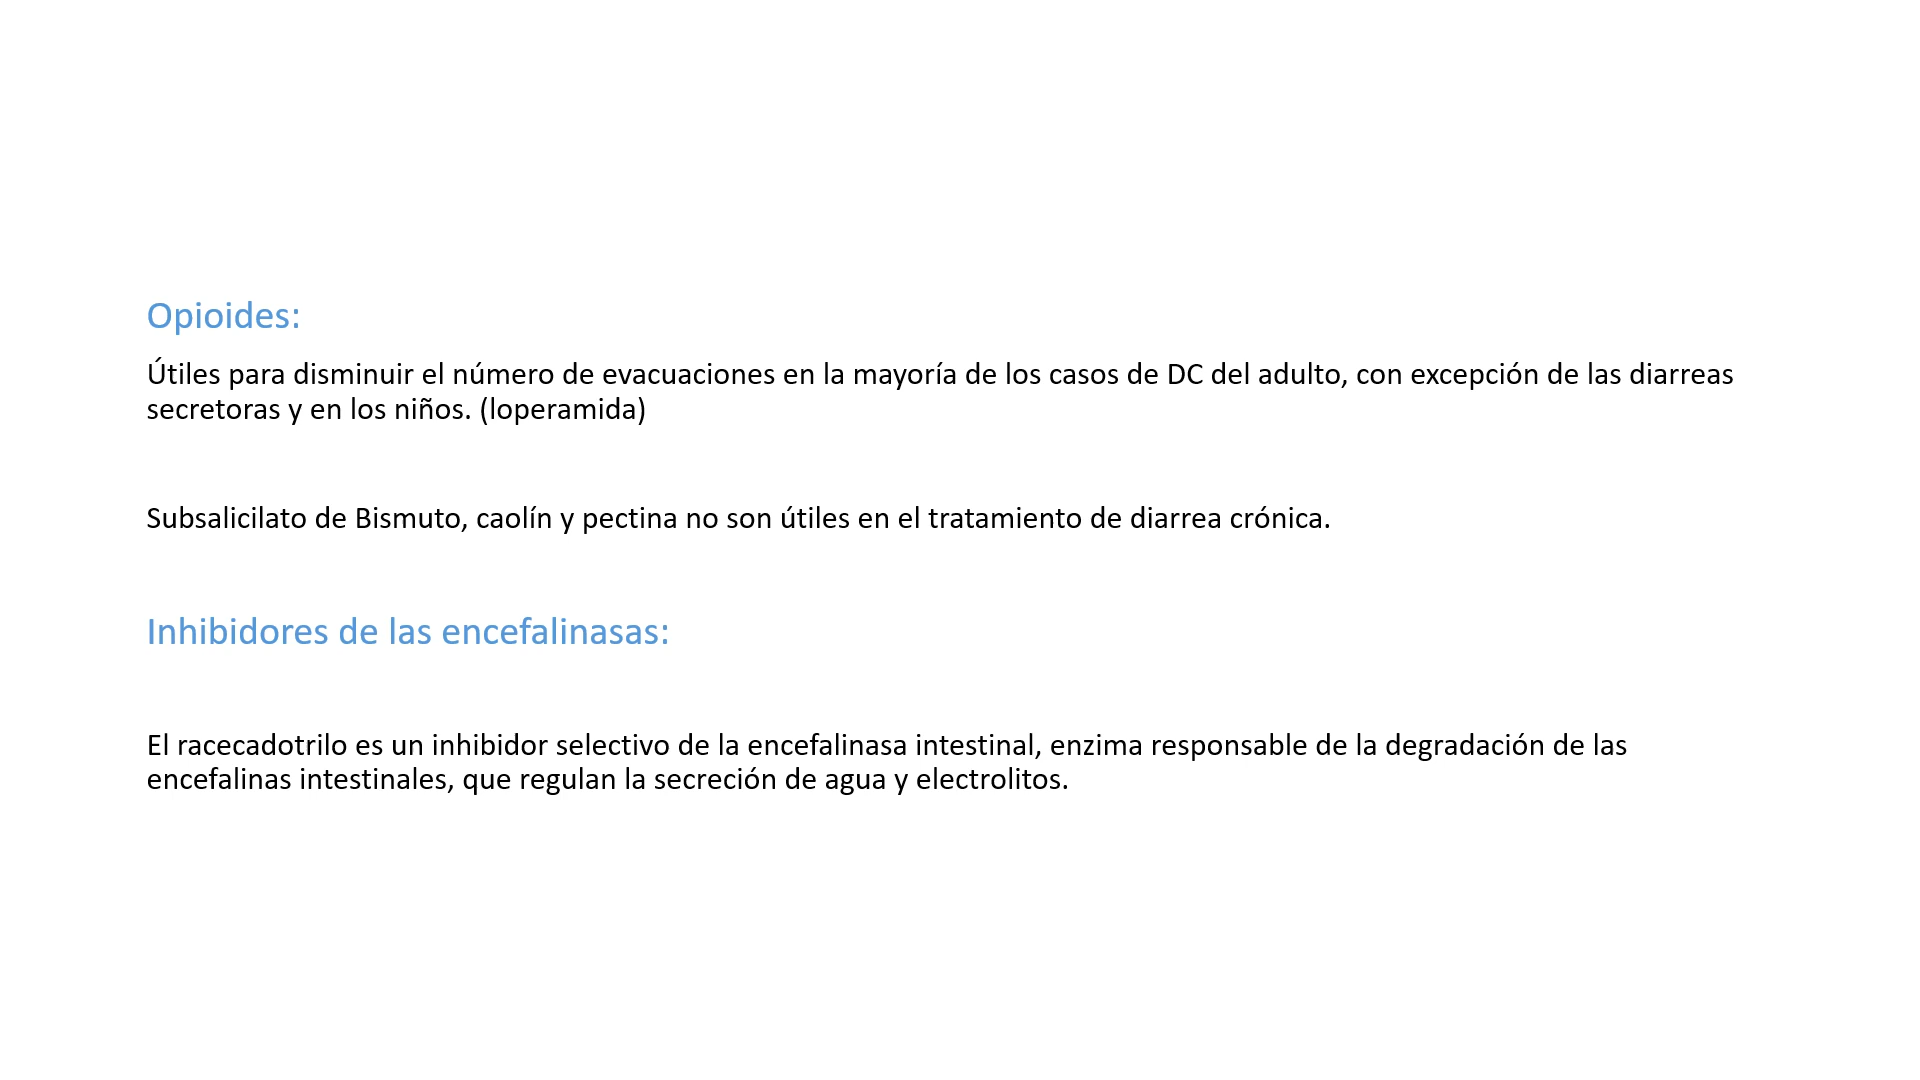 Opioides:
Útiles para disminuir el número de evacuaciones en la mayoría de los casos de DC del adulto, con excepción de las diarreas
secretoras y en los niños. (loperamida)
Subsalicilato de Bismuto, caolín y pectina no son útiles en el tratamiento de diarrea crónica.
Inhibidores de las encefalinasas:
El racecadotrilo es un inhibidor selectivo de la encefalinasa intestinal, enzima responsable de la degradación de las
encefalinas intestinales, que regulan la secreción de agua y electrolitos.